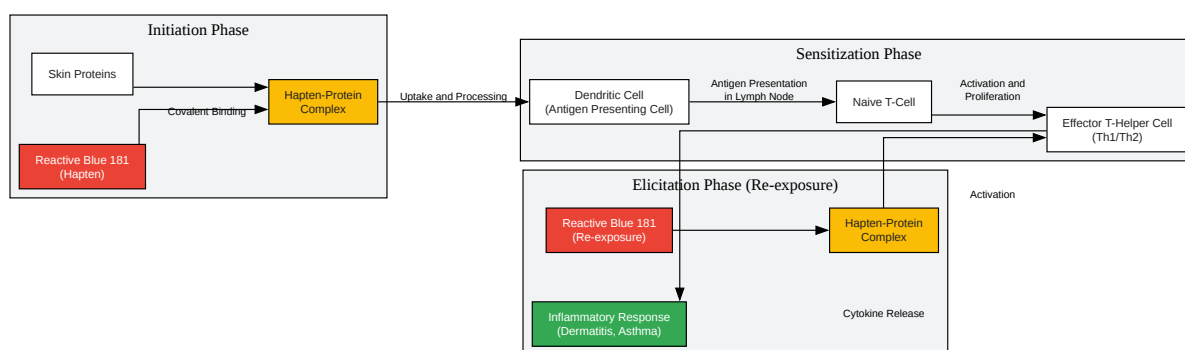 Initiation Phase
Skin Proteins
Hapten-Protein
Complex
Covalent Binding
Reactive Blue 181
(Hapten)
Uptake and Processing
Sensitization Phase
Dendritic Cell
(Antigen Presenting Cell)
Antigen Presentation
in Lymph Node
Naive T-Cell
Activation and
Proliferation
Effector T-Helper Cell
(Th1/Th2)
Elicitation Phase (Re-exposure)
Reactive Blue 181
(Re-exposure)
Hapten-Protein
Complex
Activation
Inflammatory Response
(Dermatitis, Asthma)
Cytokine Release